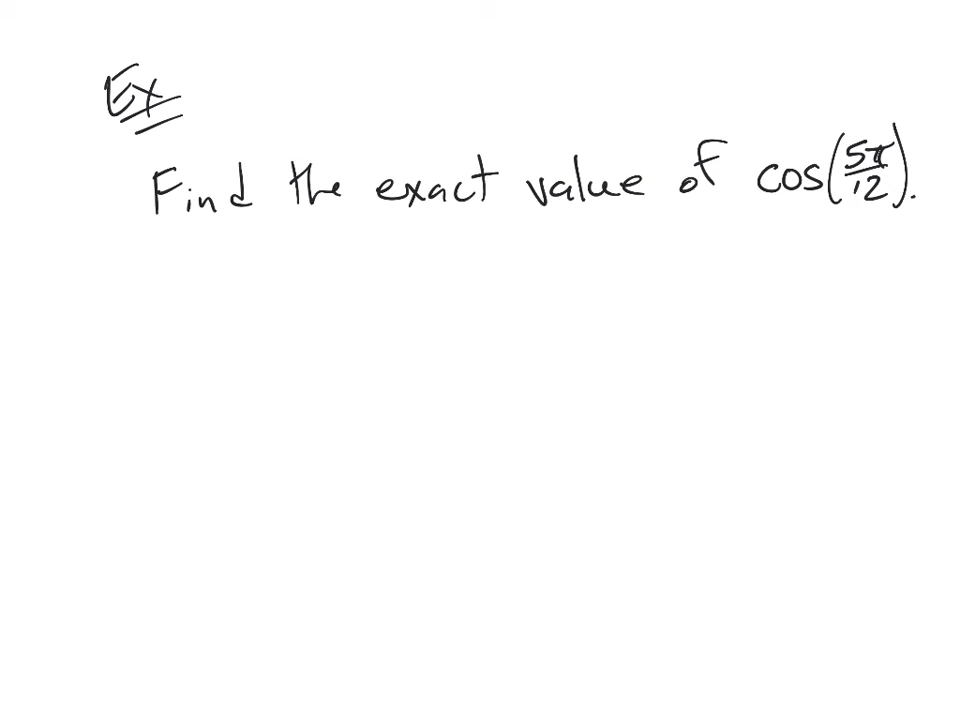 Ex
Find the exact value of cos(5π/12).